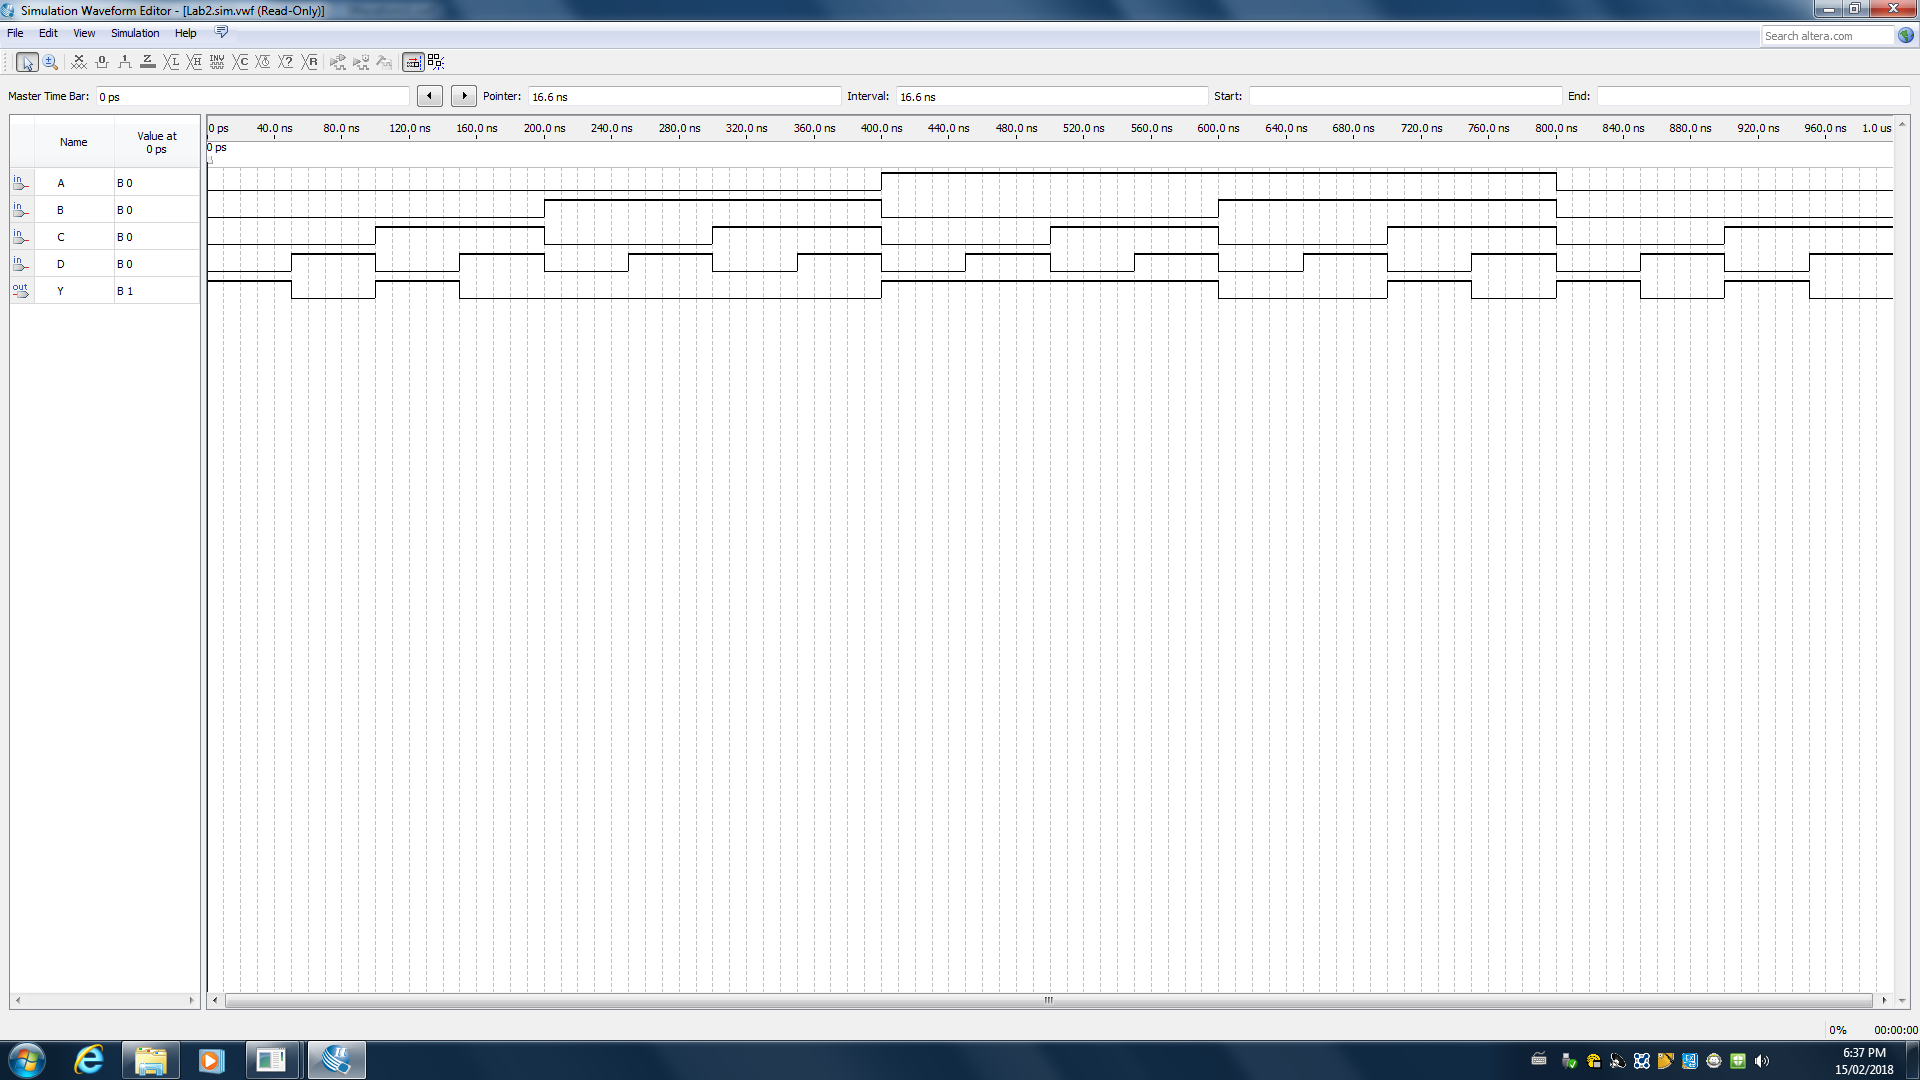 Simulation Waveform Editor - [Lab2.sim.vwf (Read-Only)]
File Edit View Simulation Help
Search altera.com
Master Time Bar: 0 ps Pointer: 16.6 ns Interval: 16.6 ns Start: End:
Name Value at 0 ps
0 ps 40.0 ns 80.0 ns 120.0 ns 160.0 ns 200.0 ns 240.0 ns 280.0 ns 320.0 ns 360.0 ns 400.0 ns 440.0 ns 480.0 ns 520.0 ns 560.0 ns 600.0 ns 640.0 ns 680.0 ns 720.0 ns 760.0 ns 800.0 ns 840.0 ns 880.0 ns 920.0 ns 960.0 ns 1.0 us
0 ps
in A B 0
in B B 0
in C B 0
in D B 0
out Y B 1
0% 00:00:00
6:37 PM
15/02/2018